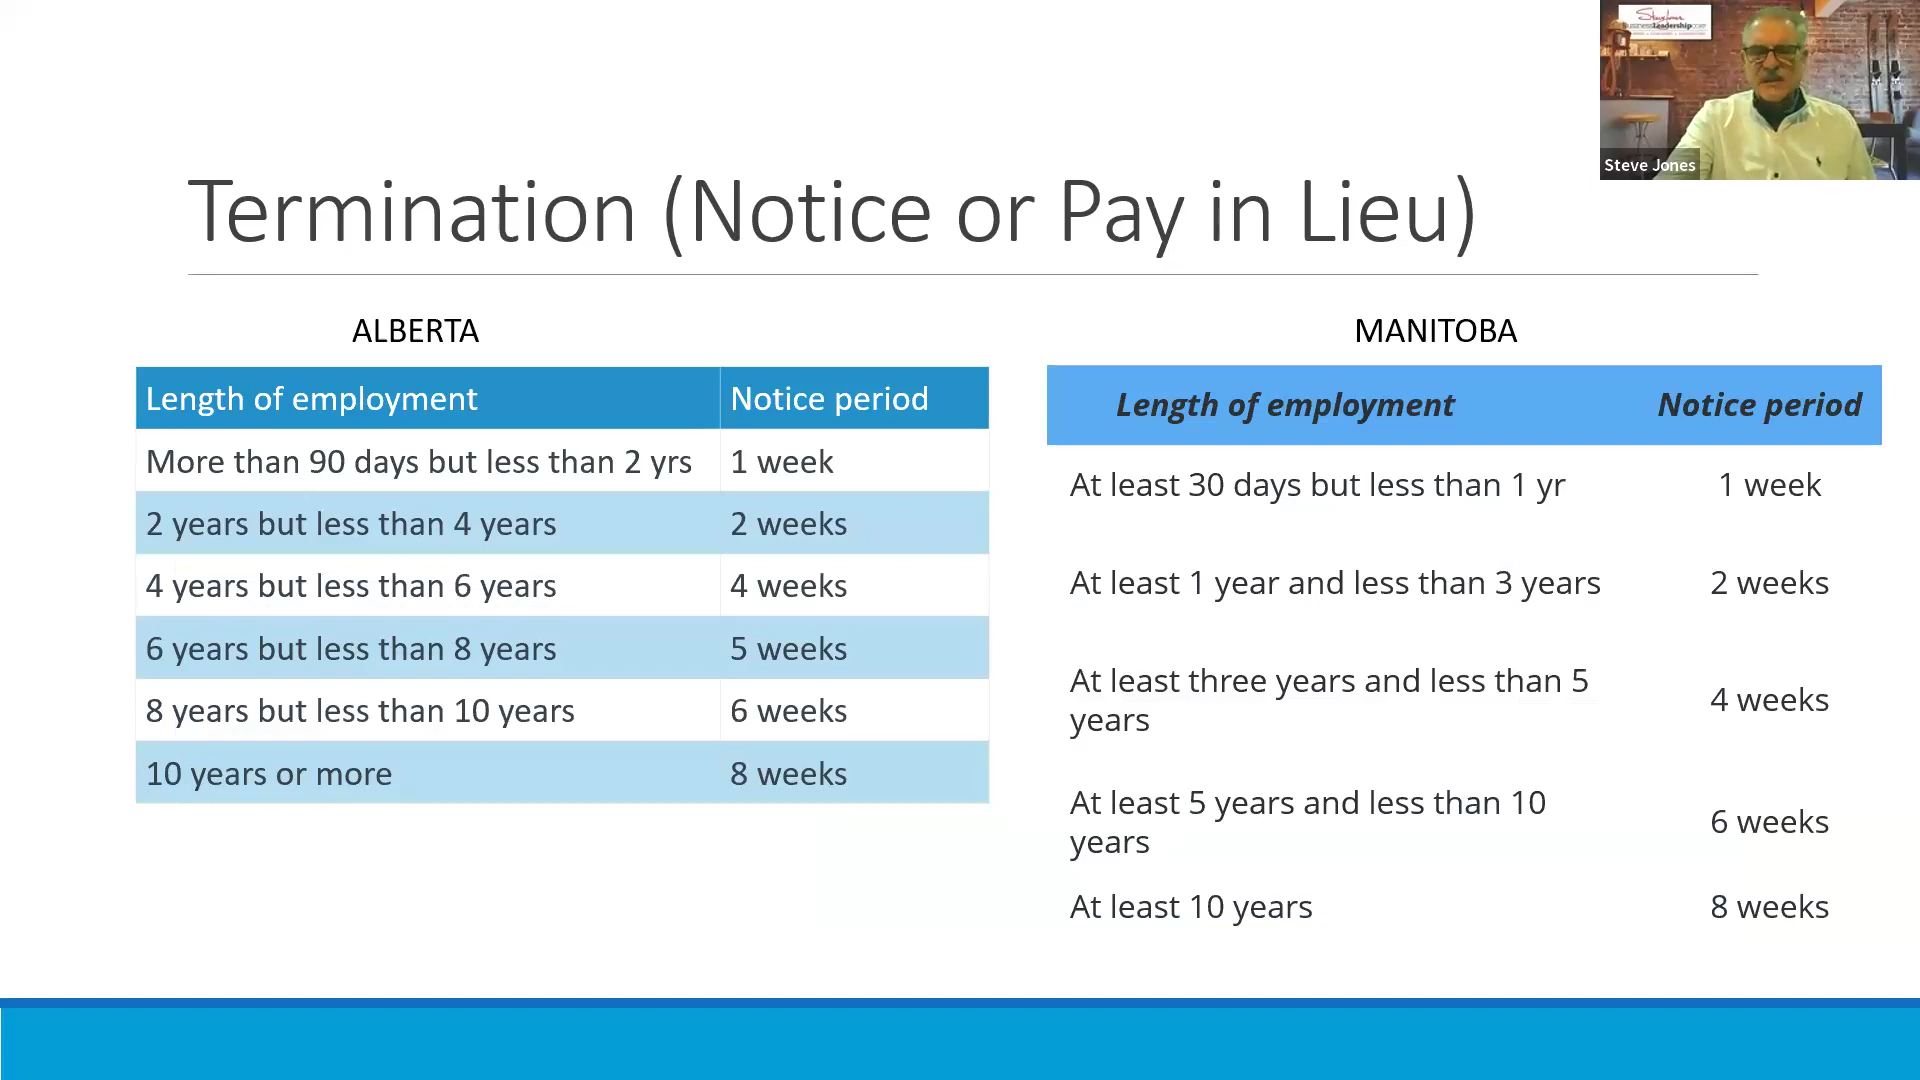 Steve Jones
Termination (Notice or Pay in Lieu)
ALBERTA
Length of employment Notice period
More than 90 days but less than 2 yrs 1 week
2 years but less than 4 years 2 weeks
4 years but less than 6 years 4 weeks
6 years but less than 8 years 5 weeks
8 years but less than 10 years 6 weeks
10 years or more 8 weeks
MANITOBA
Length of employment Notice period
At least 30 days but less than 1 yr 1 week
At least 1 year and less than 3 years 2 weeks
At least three years and less than 5
years 4 weeks
At least 5 years and less than 10
years 6 weeks
At least 10 years 8 weeks